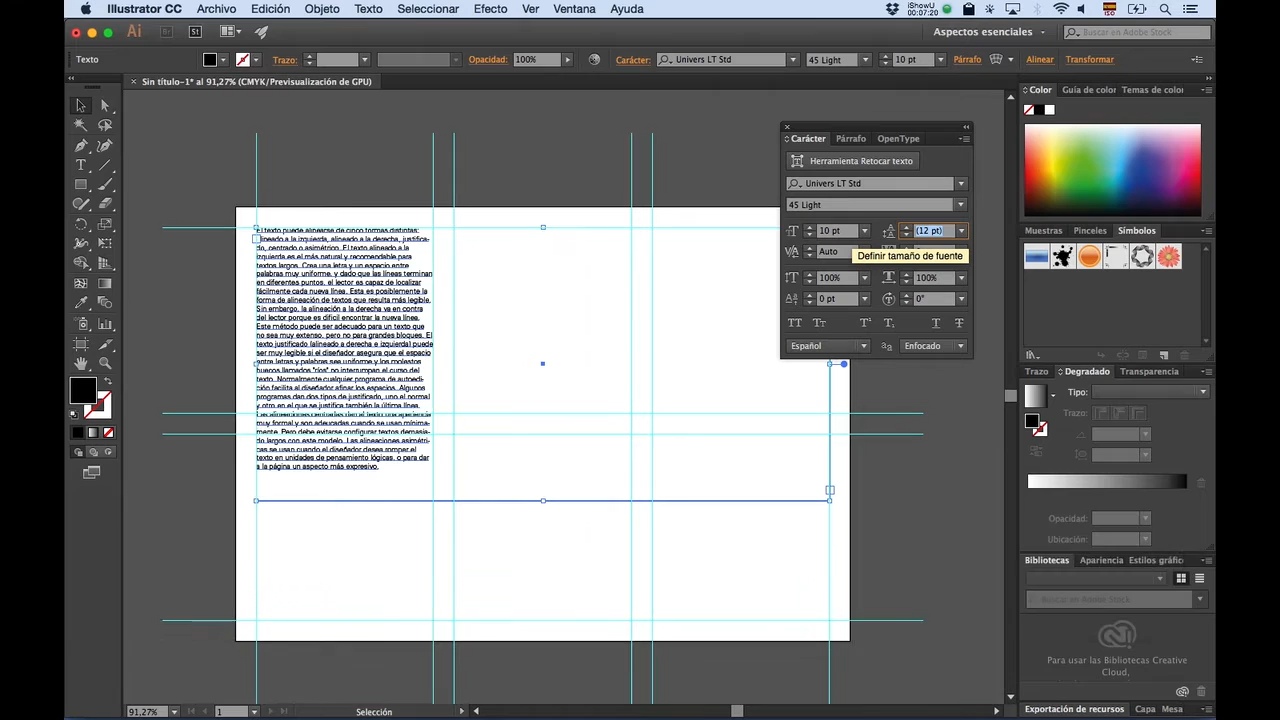 Illustrator CC Archivo Edición Objeto Texto Seleccionar Efecto Ver Ventana Ayuda
iShowU
00:07:20
ISO
Ai Br St Aspectos esenciales Buscar en Adobe Stock
Texto Trazo: Opacidad: 100% Carácter: Univers LT Std 45 Light 10 pt Párrafo Alinear Transformar
Sin título-1* al 91,27% (CMYK/Previsualización de GPU)
Color Guía de color Temas de color
Carácter Párrafo OpenType
Herramienta Retocar texto
Univers LT Std
45 Light
10 pt (12 pt)
Auto
Definir tamaño de fuente
100% 100%
0 pt 0°
Español Enfocado
El texto puede alinearse de cinco formas distintas:
alineado a la izquierda, alineado a la derecha, justifica-
do, centrado o asimétrico. El texto alineado a la
izquierda es el más natural y recomendable para
textos largos. Crea una letra y un espacio entre
palabras muy uniforme, y dado que las líneas terminan
en diferentes puntos, el lector es capaz de localizar
fácilmente cada nueva línea. Esta es posiblemente la
forma de alineación de textos que resulta más legible.
Sin embargo, la alineación a la derecha va en contra
del lector porque es difícil encontrar la nueva línea.
Este método puede ser adecuado para un texto que
no sea muy extenso, pero no para grandes bloques. El
texto justificado (alineado a derecha e izquierda) puede
ser muy legible si el diseñador asegura que el espacio
entre letras y palabras sea uniforme y los molestos
huecos llamados "ríos" no interrumpan el curso del
texto. Normalmente cualquier programa de autoedi-
ción facilita al diseñador afinar los espacios. Algunos
programas dan dos tipos de justificado, uno el normal
y otro en el que se justifica también la última línea.
Las alineaciones centradas dan al texto una apariencia
muy formal y son adecuadas cuando se usan mínima-
mente. Pero debe evitarse configurar textos demasia-
do largos con este modelo. Las alineaciones asimétri-
cas se usan cuando el diseñador desea romper el
texto en unidades de pensamiento lógicas, o para dar
a la página un aspecto más expresivo.
Muestras Pinceles Símbolos
Trazo Degradado Transparencia
Tipo:
Trazo:
Opacidad:
Ubicación:
Bibliotecas Apariencia Estilos gráfico
Buscar en Adobe Stock
Para usar las Bibliotecas Creative
Cloud,
Exportación de recursos Capa Mesa
91,27% 1 Selección